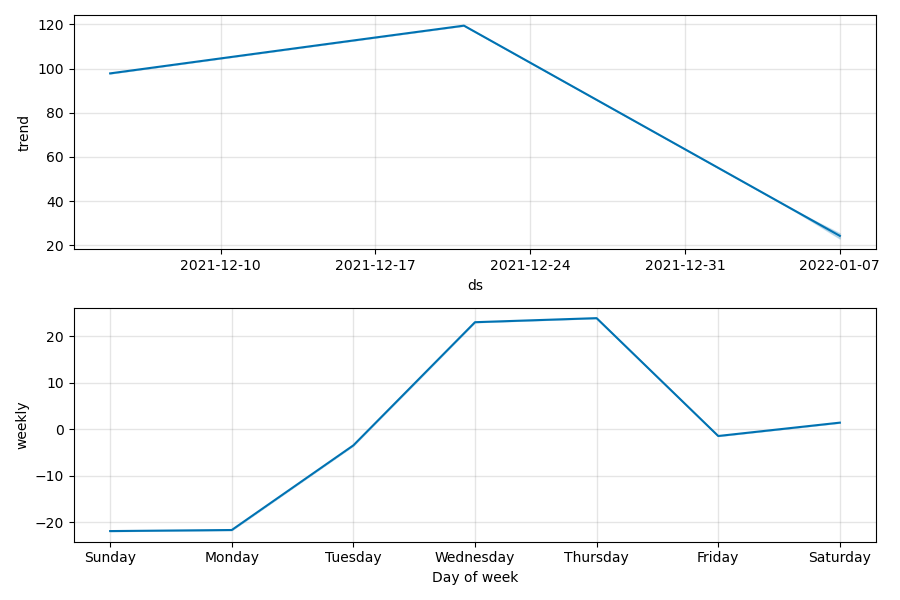 120
100
80
60
40
20
trend
2021-12-10 2021-12-17 2021-12-24 2021-12-31 2022-01-07
ds
20
10
0
−10
−20
weekly
Sunday Monday Tuesday Wednesday Thursday Friday Saturday
Day of week